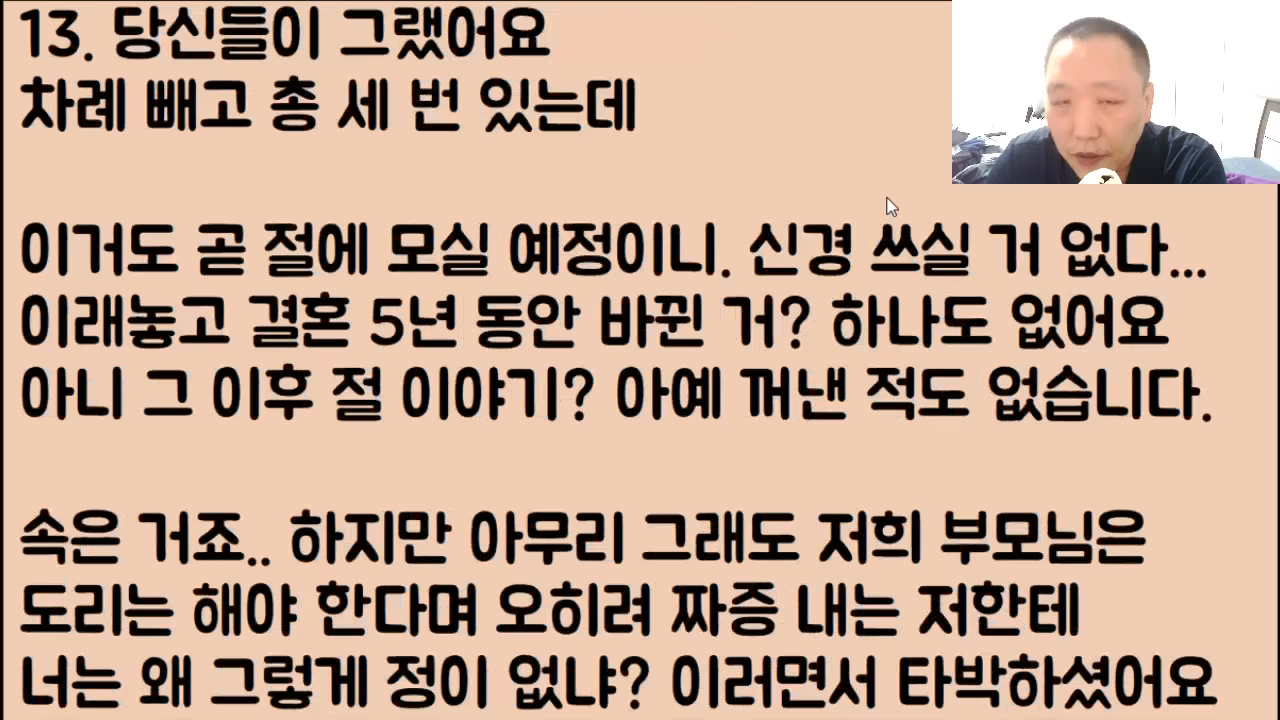 13. 당신들이 그랬어요
차례 빼고 총 세 번 있는데
이거도 곧 절에 모실 예정이니. 신경 쓰실 거 없다...
이래놓고 결혼 5년 동안 바뀐 거? 하나도 없어요
아니 그 이후 절 이야기? 아예 꺼낸 적도 없습니다.
속은 거죠.. 하지만 아무리 그래도 저희 부모님은
도리는 해야 한다며 오히려 짜증 내는 저한테
너는 왜 그렇게 정이 없냐? 이러면서 타박하셨어요